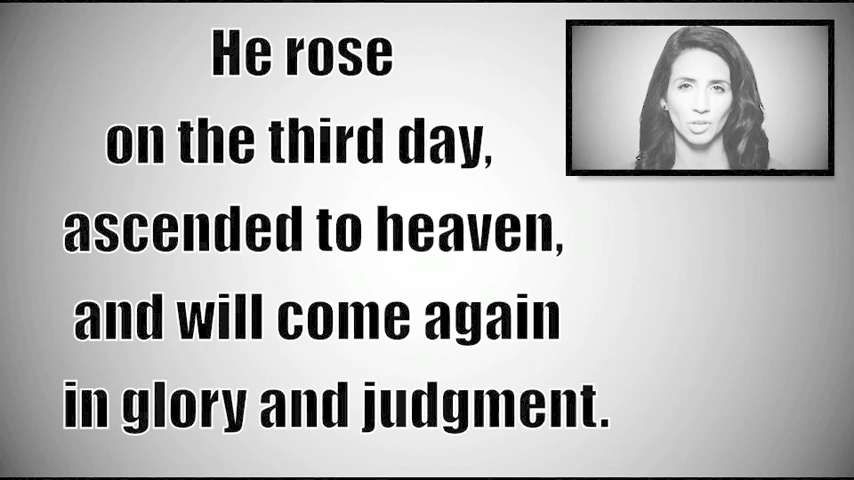 He rose
on the third day,
ascended to heaven,
and will come again
in glory and judgment.